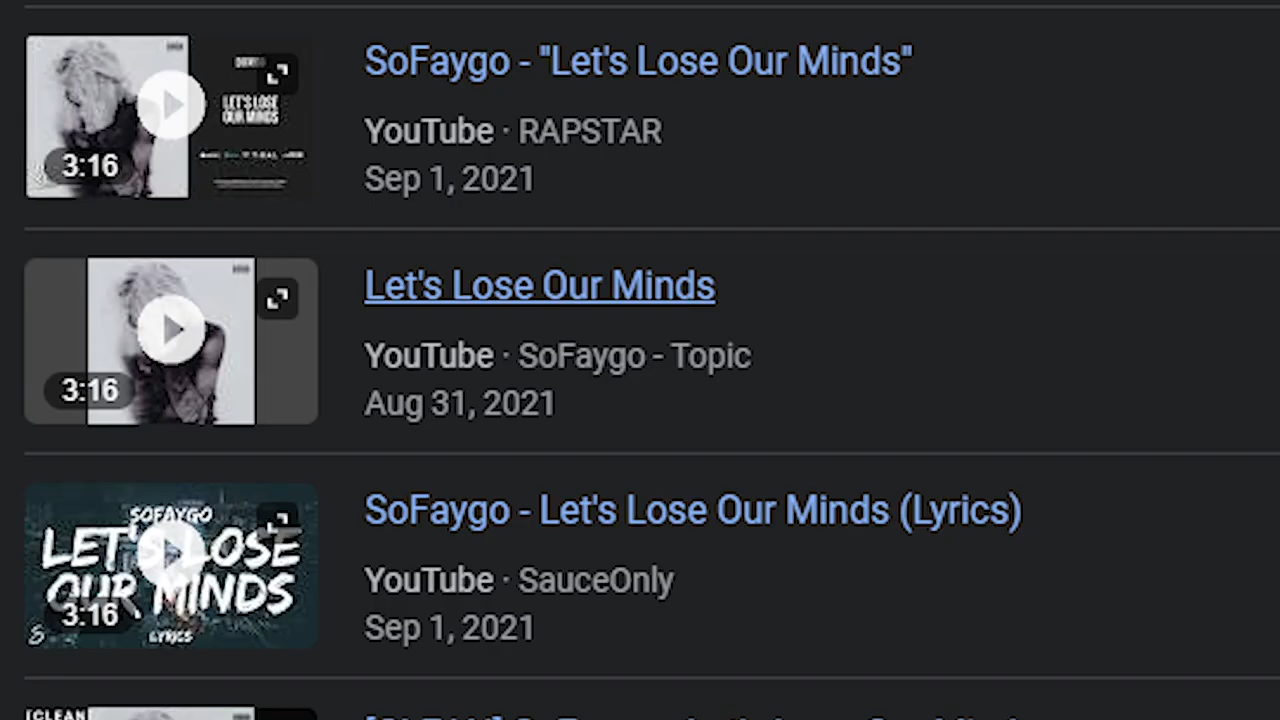 SoFaygo - "Let's Lose Our Minds"
LET'S LOSE
OUR MINDS
3:16
YouTube · RAPSTAR
Sep 1, 2021
Let's Lose Our Minds
3:16
YouTube · SoFaygo - Topic
Aug 31, 2021
SoFaygo - Let's Lose Our Minds (Lyrics)
SOFAYGO
LET'S LOSE
OUR MINDS
3:16
LYRICS
YouTube · SauceOnly
Sep 1, 2021
[CLEAN]